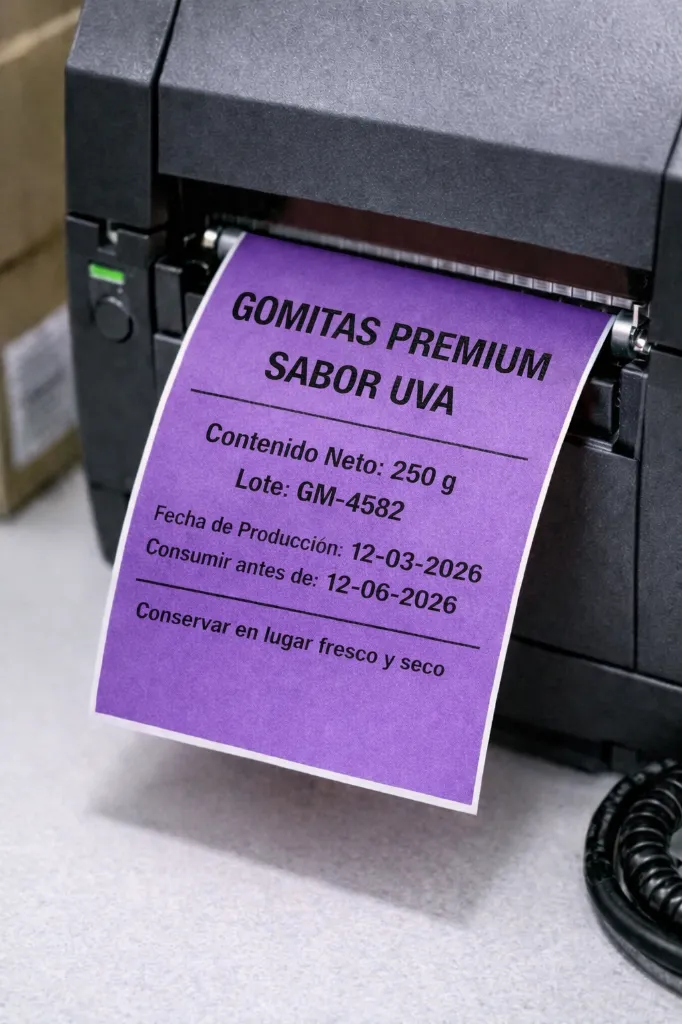 GOMITAS PREMIUM
SABOR UVA
Contenido Neto: 250 g
Lote: GM-4582
Fecha de Producción: 12-03-2026
Consumir antes de: 12-06-2026
Conservar en lugar fresco y seco